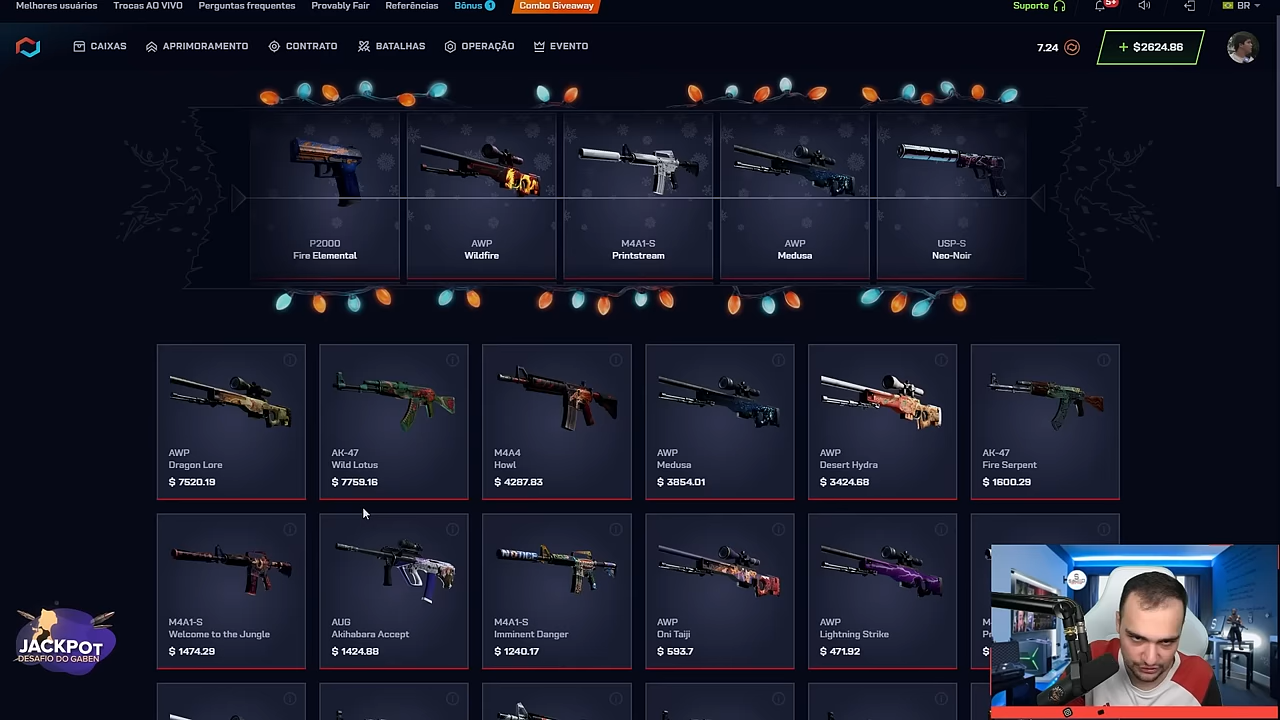 Melhores usuários Trocas AO VIVO Perguntas frequentes Provably Fair Referências Bônus 1 Combo Giveaway Suporte 5+ BR
CAIXAS APRIMORAMENTO CONTRATO BATALHAS OPERAÇÃO EVENTO 7.24 + $2624.86
P2000 AWP M4A1-S AWP USP-S
Fire Elemental Wildfire Printstream Medusa Neo-Noir
AWP AK-47 M4A4 AWP AWP AK-47
Dragon Lore Wild Lotus Howl Medusa Desert Hydra Fire Serpent
$ 7520.19 $ 7759.16 $ 4287.83 $ 3854.01 $ 3424.68 $ 1600.29
NOTICE
M4A1-S AUG M4A1-S AWP AWP
Welcome to the Jungle Akihabara Accept Imminent Danger Oni Taiji Lightning Strike
$ 1474.29 $ 1424.88 $ 1240.17 $ 593.7 $ 471.92 $
JACKPOT
DESAFIO DO GABEN